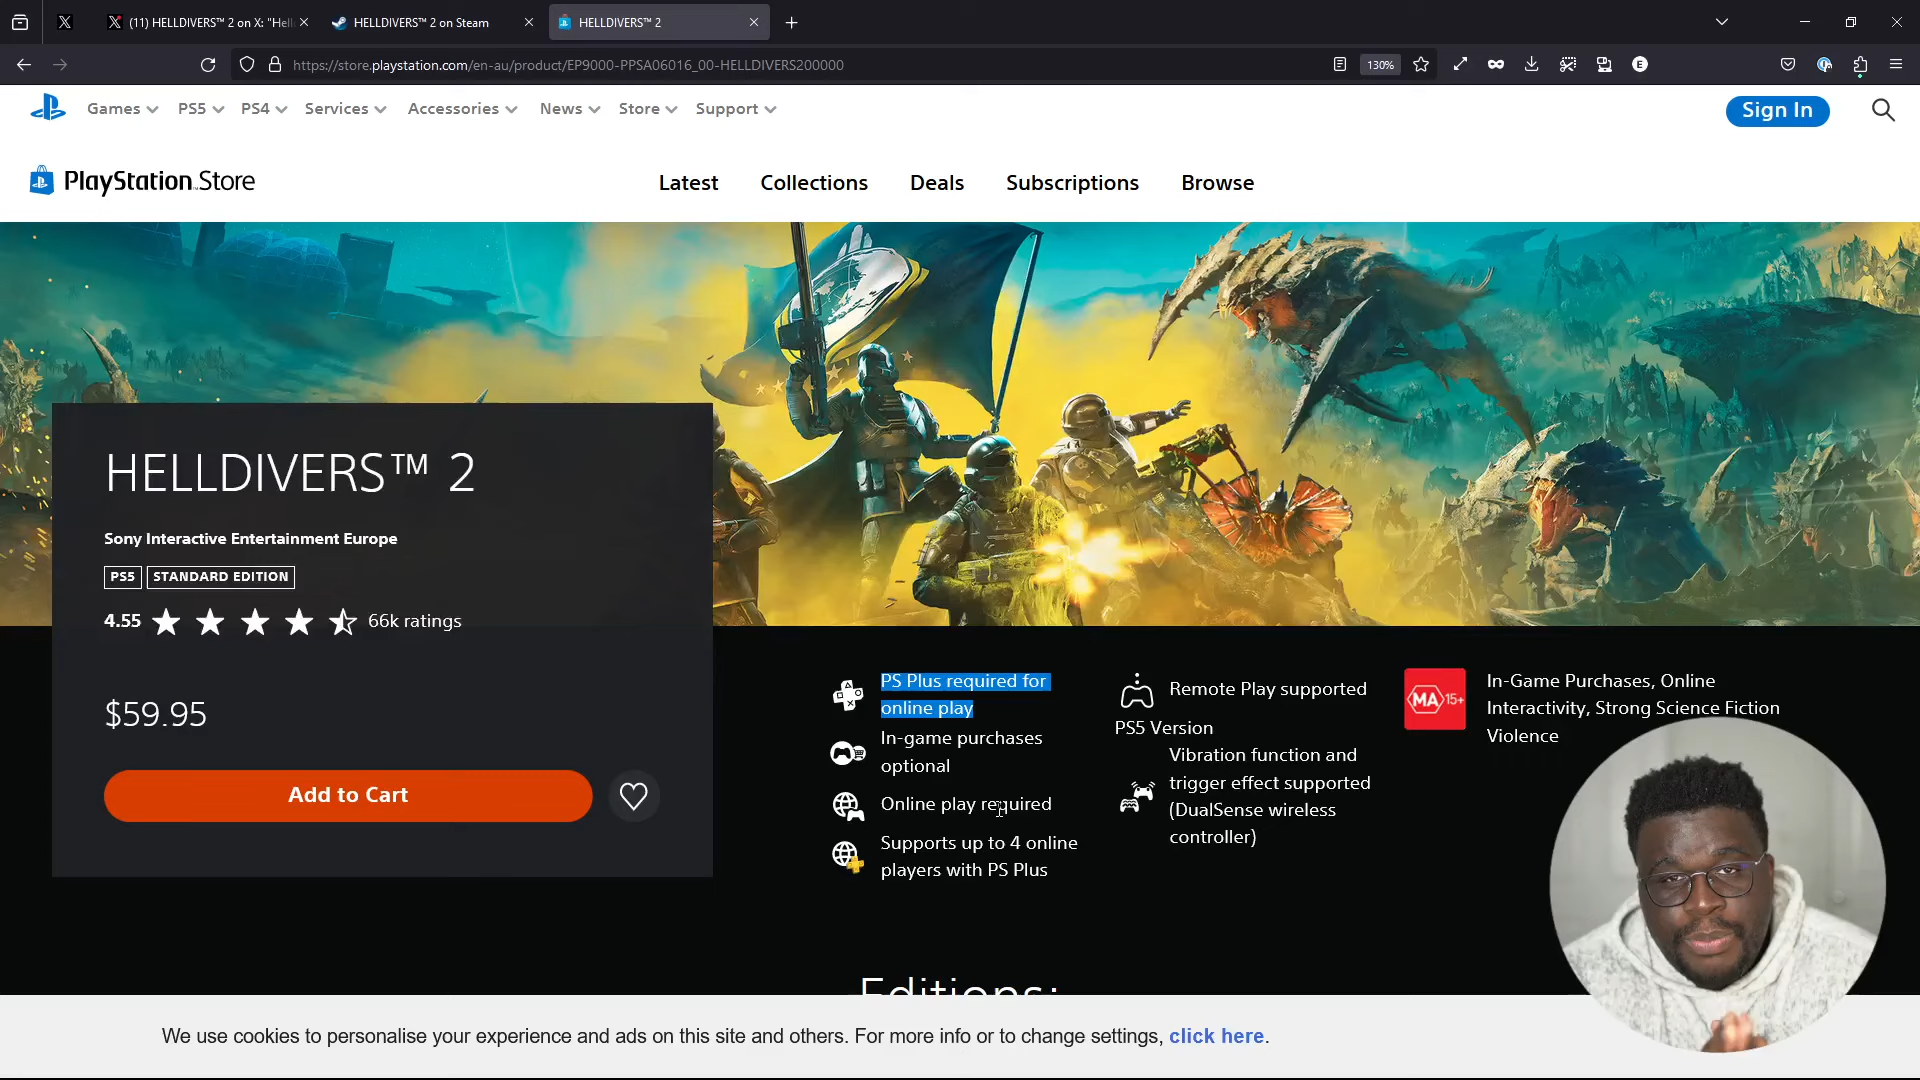 (11) HELLDIVERS™ 2 on X: "Hell
HELLDIVERS™ 2 on Steam
HELLDIVERS™ 2
https://store.playstation.com/en-au/product/EP9000-PPSA06016_00-HELLDIVERS200000
130%
E
Games
PS5
PS4
Services
Accessories
News
Store
Support
Sign In
PlayStation Store
Latest
Collections
Deals
Subscriptions
Browse
HELLDIVERS™ 2
Sony Interactive Entertainment Europe
PS5
STANDARD EDITION
4.55
66k ratings
$59.95
Add to Cart
PS Plus required for
online play
In-game purchases
optional
Online play required
Supports up to 4 online
players with PS Plus
Remote Play supported
PS5 Version
Vibration function and
trigger effect supported
(DualSense wireless
controller)
MA 15+
In-Game Purchases, Online
Interactivity, Strong Science Fiction
Violence
Editions:
We use cookies to personalise your experience and ads on this site and others. For more info or to change settings, click here.